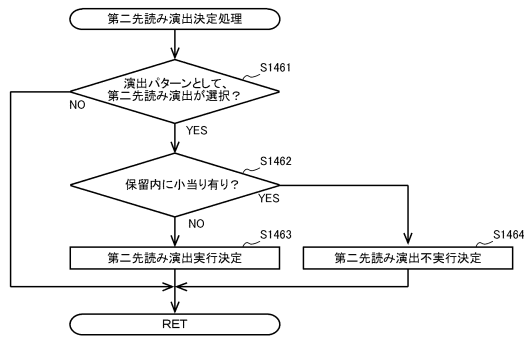 第二先読み演出決定処理
S1461
演出パターンとして、
第二先読み演出が選択？
NO
YES
S1462
保留内に小当り有り？
YES
NO
S1463
第二先読み演出実行決定
S1464
第二先読み演出不実行決定
RET